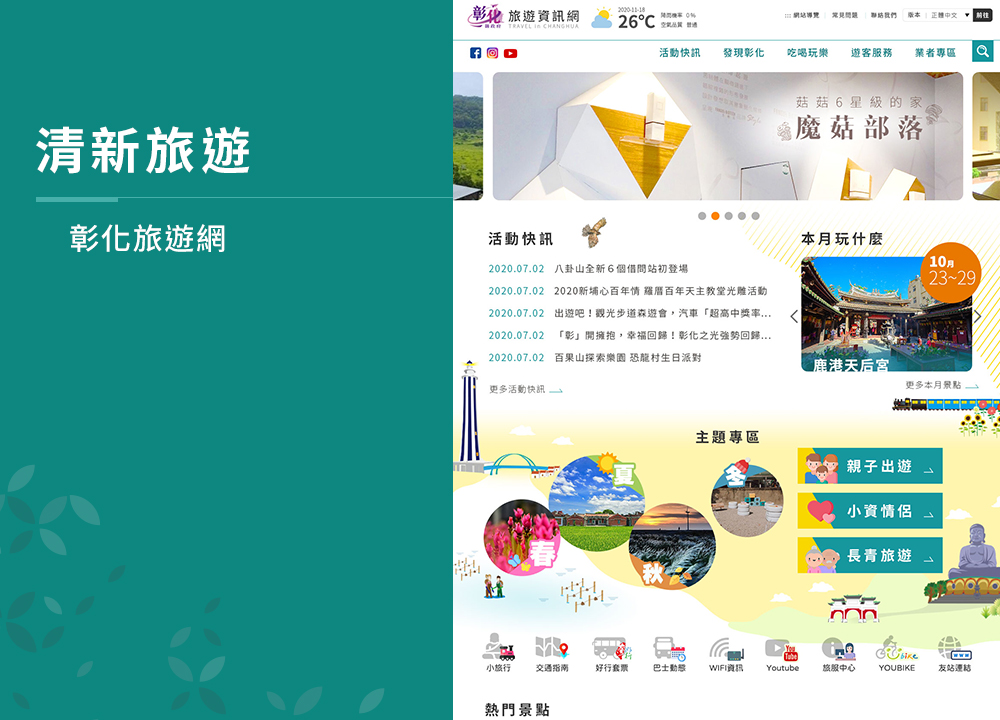 清新旅遊
彰化旅遊網
彰化
旅遊資訊網
TRAVEL in CHANGHUA
2020-11-18
26°C
降雨機率 0%
空氣品質 普通
:::網站導覽
常見問題
聯絡我們
版本
正體中文
前往
活動快訊
發現彰化
吃喝玩樂
遊客服務
業者專區
菇菇6星級的家
魔菇部落
活動快訊
2020.07.02 八卦山全新6個借問站初登場
2020.07.02 2020新埔心百年情 羅厝百年天主教堂光雕活動
2020.07.02 出遊吧!觀光步道森遊會,汽車「超高中獎率...
2020.07.02 「彰」開擁抱,幸福回歸!彰化之光強勢回歸...
2020.07.02 百果山探索樂園 恐龍村生日派對
更多活動快訊
本月玩什麼
10月
23~29
鹿港天后宮
更多本月景點
主題專區
春
夏
秋
冬
親子出遊
小資情侶
長青旅遊
小旅行
交通指南
好行套票
巴士動態
WIFI資訊
You
Tube
Youtube
旅服中心
YOUBIKE
友站連結
熱門景點